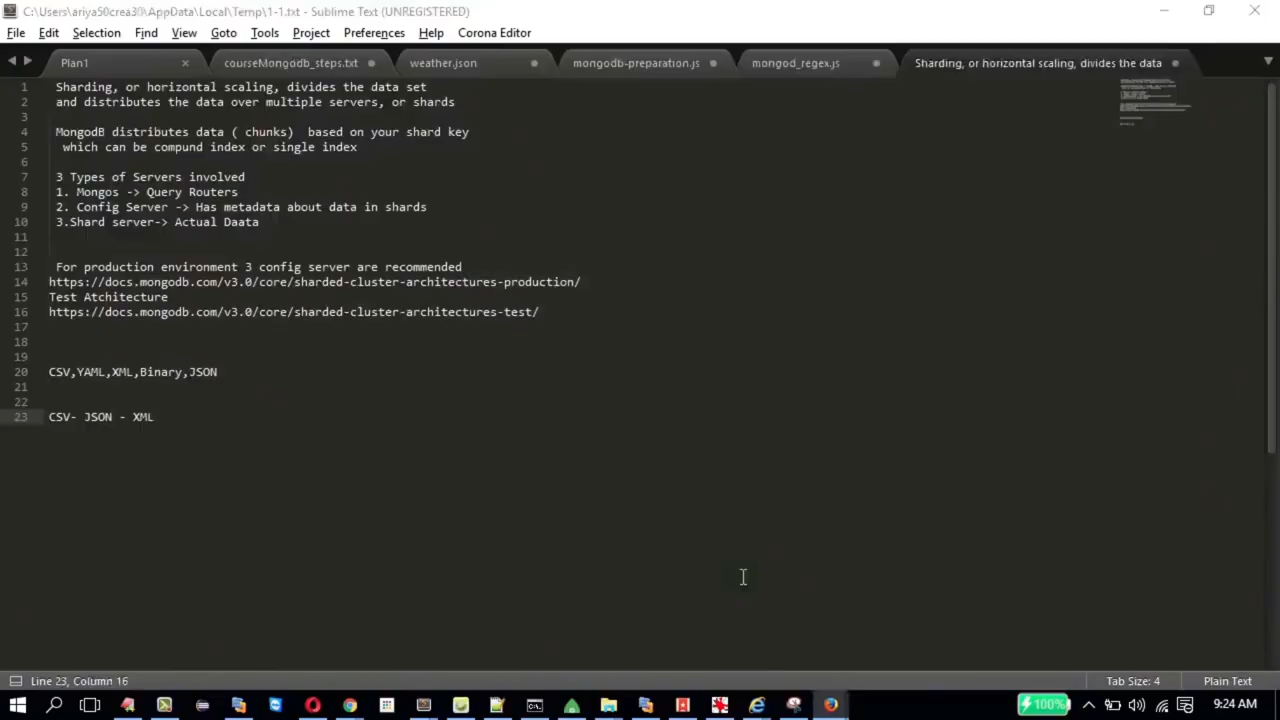 C:\Users\ariya50crea30\AppData\Local\Temp\1-1.txt - Sublime Text (UNREGISTERED)
File Edit Selection Find View Goto Tools Project Preferences Help Corona Editor
Plan1 courseMongodb_steps.txt weather.json mongodb-preparation.js mongod_regex.js Sharding, or horizontal scaling, divides the data
1 Sharding, or horizontal scaling, divides the data set
2 and distributes the data over multiple servers, or shards
3
4 MongodB distributes data ( chunks)  based on your shard key
5 which can be compund index or single index
6
7 3 Types of Servers involved
8 1. Mongos -> Query Routers
9 2. Config Server -> Has metadata about data in shards
10 3.Shard server-> Actual Daata
11
12
13 For production environment 3 config server are recommended
14 https://docs.mongodb.com/v3.0/core/sharded-cluster-architectures-production/
15 Test Atchitecture
16 https://docs.mongodb.com/v3.0/core/sharded-cluster-architectures-test/
17
18
19
20 CSV,YAML,XML,Binary,JSON
21
22
23 CSV- JSON - XML
Line 23, Column 16 Tab Size: 4 Plain Text
100% 9:24 AM